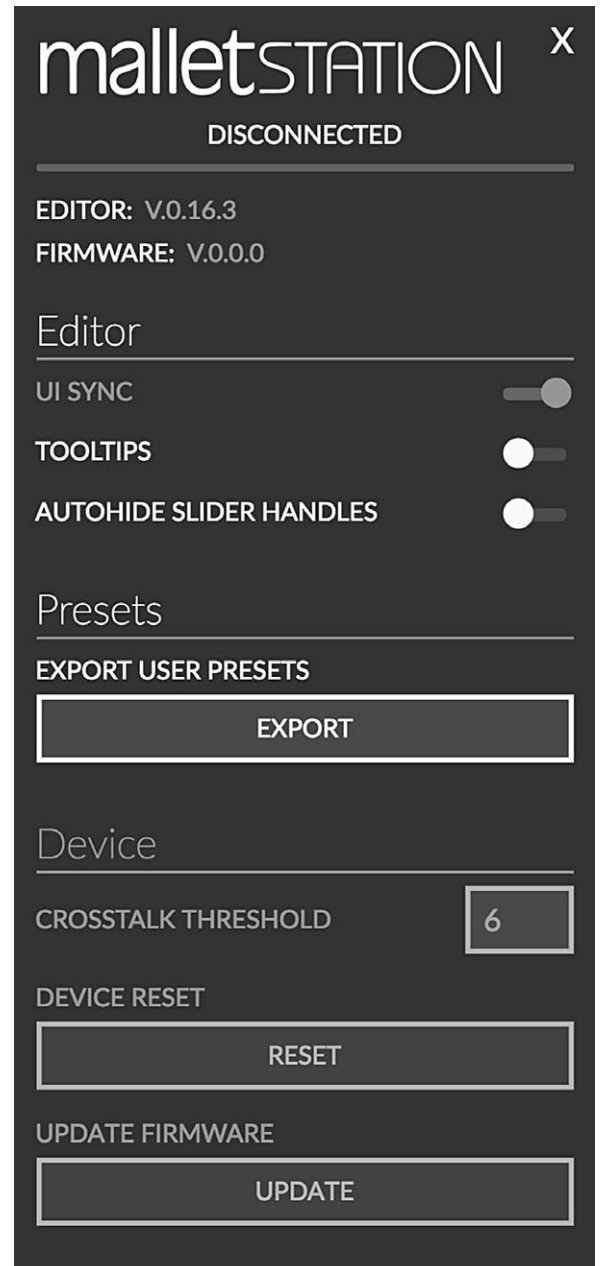 malletSTATION X
DISCONNECTED
EDITOR: V.0.16.3
FIRMWARE: V.0.0.0
Editor
UI SYNC
TOOLTIPS
AUTOHIDE SLIDER HANDLES
Presets
EXPORT USER PRESETS
EXPORT
Device
CROSSTALK THRESHOLD 6
DEVICE RESET
RESET
UPDATE FIRMWARE
UPDATE